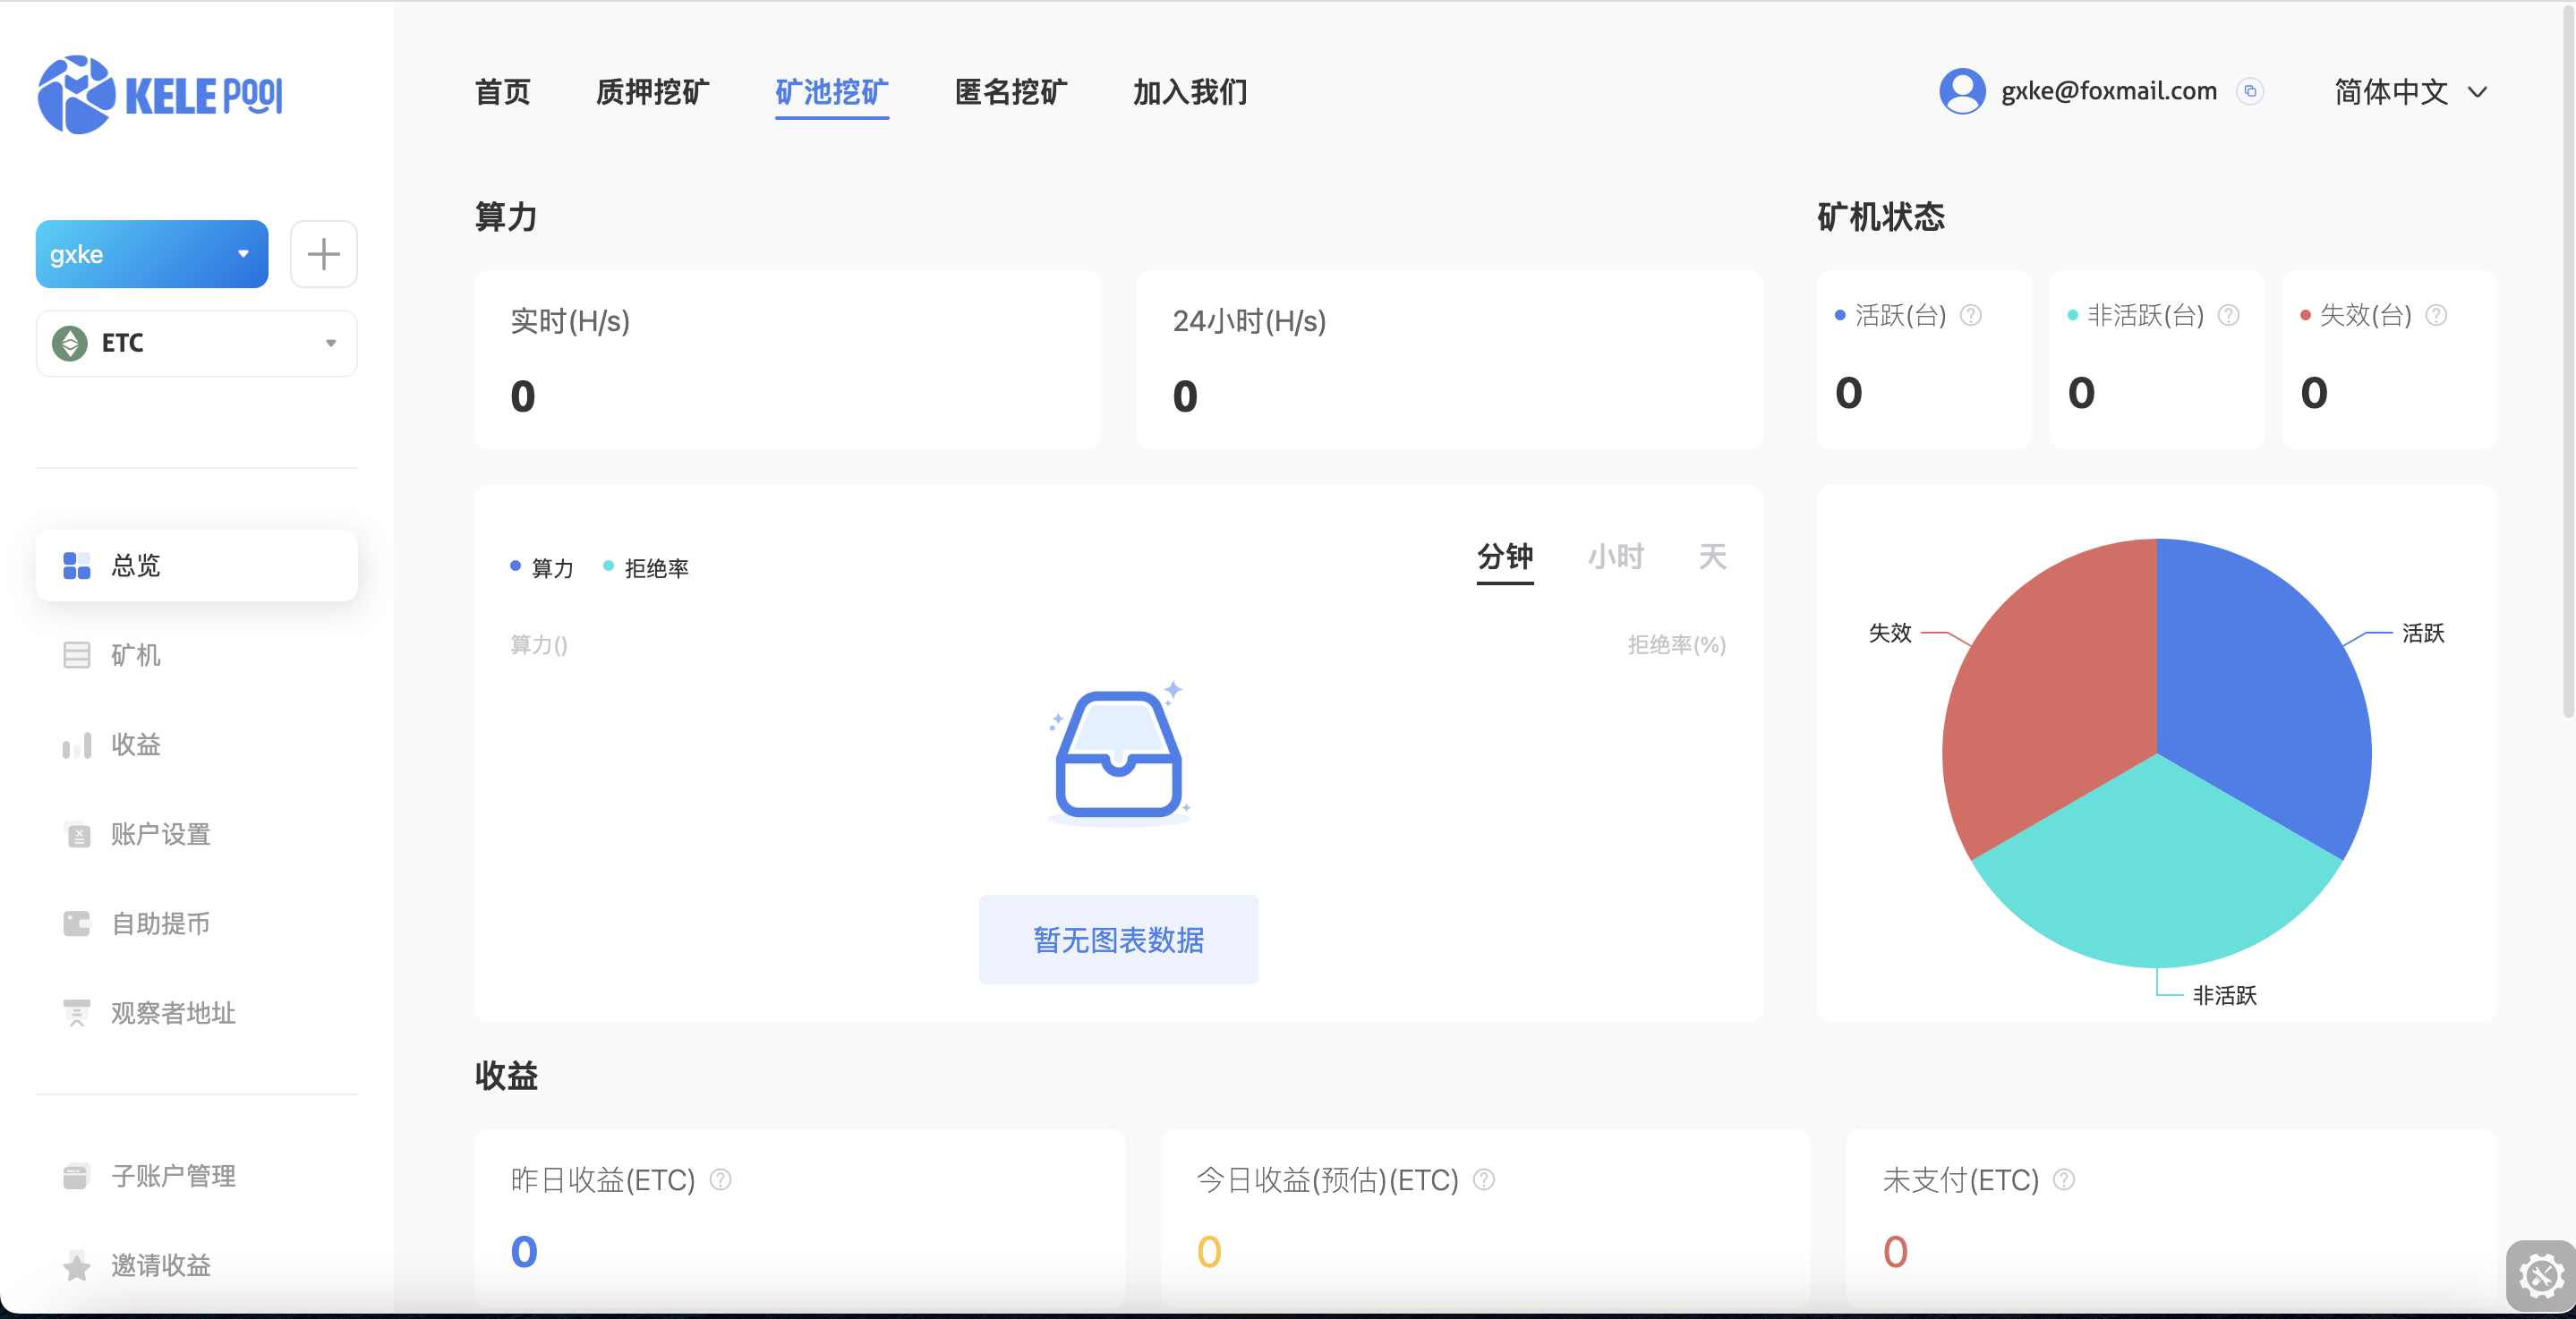 KELE POOL
首页 质押挖矿 矿池挖矿 匿名挖矿 加入我们
gxke@foxmail.com 简体中文
gxke
ETC
总览
矿机
收益
账户设置
自助提币
观察者地址
子账户管理
邀请收益
算力
实时(H/s)
0
24小时(H/s)
0
矿机状态
活跃(台)
0
非活跃(台)
0
失效(台)
0
算力 拒绝率
分钟 小时 天
算力() 拒绝率(%)
暂无图表数据
失效
活跃
非活跃
收益
昨日收益(ETC)
0
今日收益(预估)(ETC)
0
未支付(ETC)
0